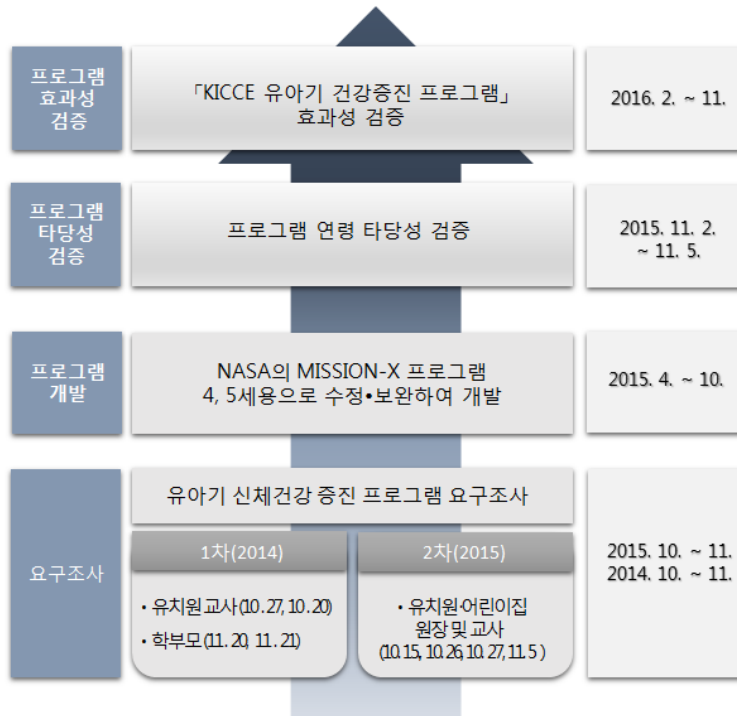 프로그램
효과성
검증
「KICCE 유아기 건강증진 프로그램」
효과성 검증
2016. 2. ~ 11.
프로그램
타당성
검증
프로그램 연령 타당성 검증
2015. 11. 2.
~ 11. 5.
프로그램
개발
NASA의 MISSION-X 프로그램
4, 5세용으로 수정•보완하여 개발
2015. 4. ~ 10.
요구조사
유아기 신체건강 증진 프로그램 요구조사
1차(2014)
・유치원 교사(10.27, 10.20)
・학부모(11.20, 11.21)
2차(2015)
・유치원·어린이집
원장 및 교사
(10.15, 10.26, 10.27, 11.5 )
2015. 10. ~ 11.
2014. 10. ~ 11.